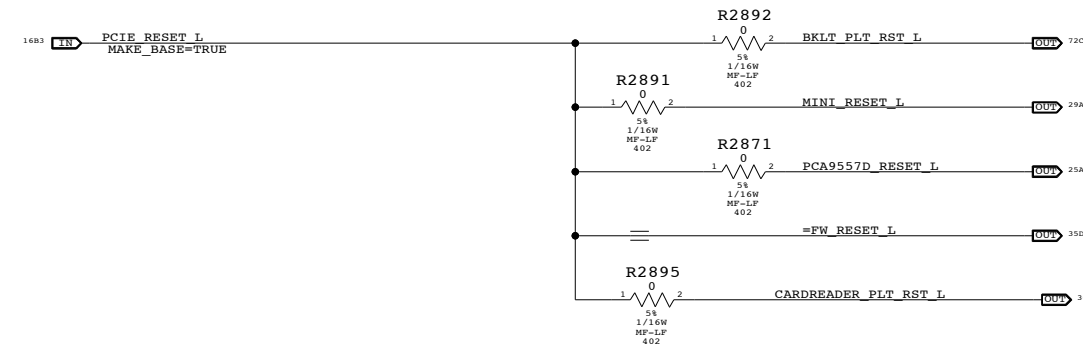 R2892
0
16B3 IN PCIE_RESET_L 1 2 BKLT_PLT_RST_L OUT 72C
MAKE_BASE=TRUE
5%
1/16W
MF-LF
402
R2891
0
1 2 MINI_RESET_L OUT 29A
5%
1/16W
MF-LF
402
R2871
0
1 2 PCA9557D_RESET_L OUT 25A
5%
1/16W
MF-LF
402
=FW_RESET_L OUT 35D
R2895
0
1 2 CARDREADER_PLT_RST_L OUT 3
5%
1/16W
MF-LF
402